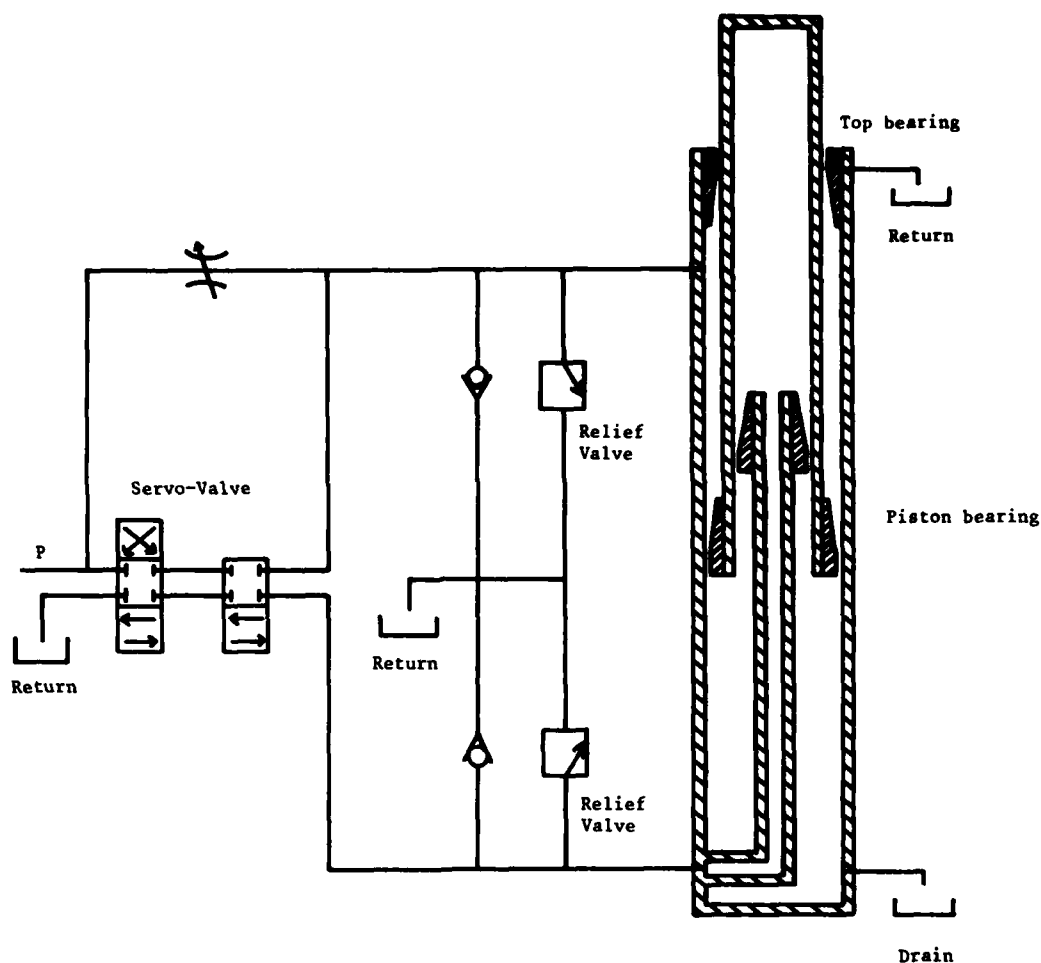 Top bearing
Return
Relief
Valve
Servo-Valve
Piston bearing
P
Return
Return
Relief
Valve
Drain